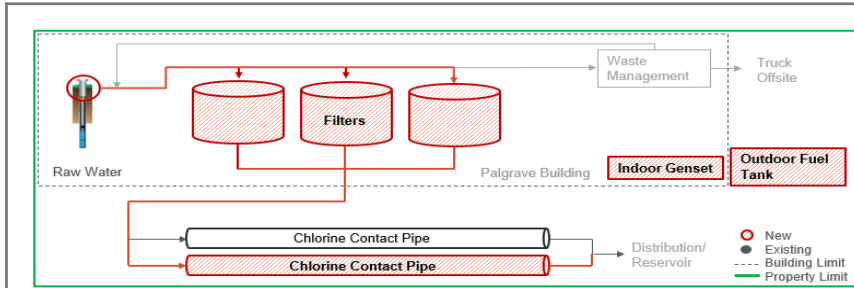 Waste
Management
Truck
Offsite
Filters
Raw Water
Palgrave Building
Indoor Genset
Outdoor Fuel
Tank
Chlorine Contact Pipe
Chlorine Contact Pipe
Distribution/
Reservoir
New
Existing
Building Limit
Property Limit